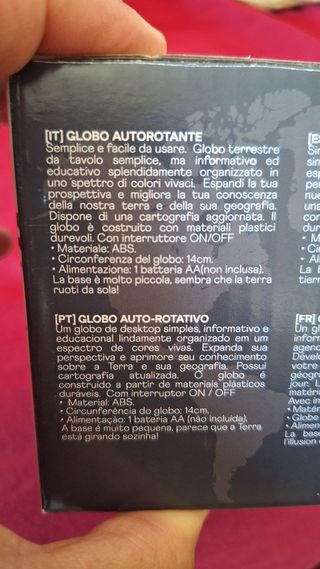 [IT] GLOBO AUTOROTANTE
Semplice e facile da usare. Globo terrestre
da tavolo semplice, ma informativo ed
educativo splendidamente organizzato in
uno spettro di colori vivaci. Espandi la tua
prospettiva e migliora la tua conoscenza
della nostra terra e della sua geografia.
Dispone di una cartografia aggiornata. Il
globo è costruito con materiali plastici
durevoli. Con interruttore ON/OFF
• Materiale: ABS.
• Circonferenza del globo: 14cm.
• Alimentazione: 1 batteria AA(non inclusa).
La base è molto piccola, sembra che la terra
ruoti da sola!
[PT] GLOBO AUTO-ROTATIVO
Um globo de desktop simples, informativo e
educacional lindamente organizado em um
espectro de cores vivas. Expanda sua
perspectiva e aprimore seu conhecimento
sobre a Terra e sua geografia. Possui
cartografia atualizada. O globo é
construído a partir de materiais plásticos
duráveis. Com interruptor ON / OFF
• Material: ABS.
• Circunferência do globo: 14cm.
• Alimentação: 1 bateria AA (não incluída).
A base é muito pequena, parece que a Terra
está girando sozinha!